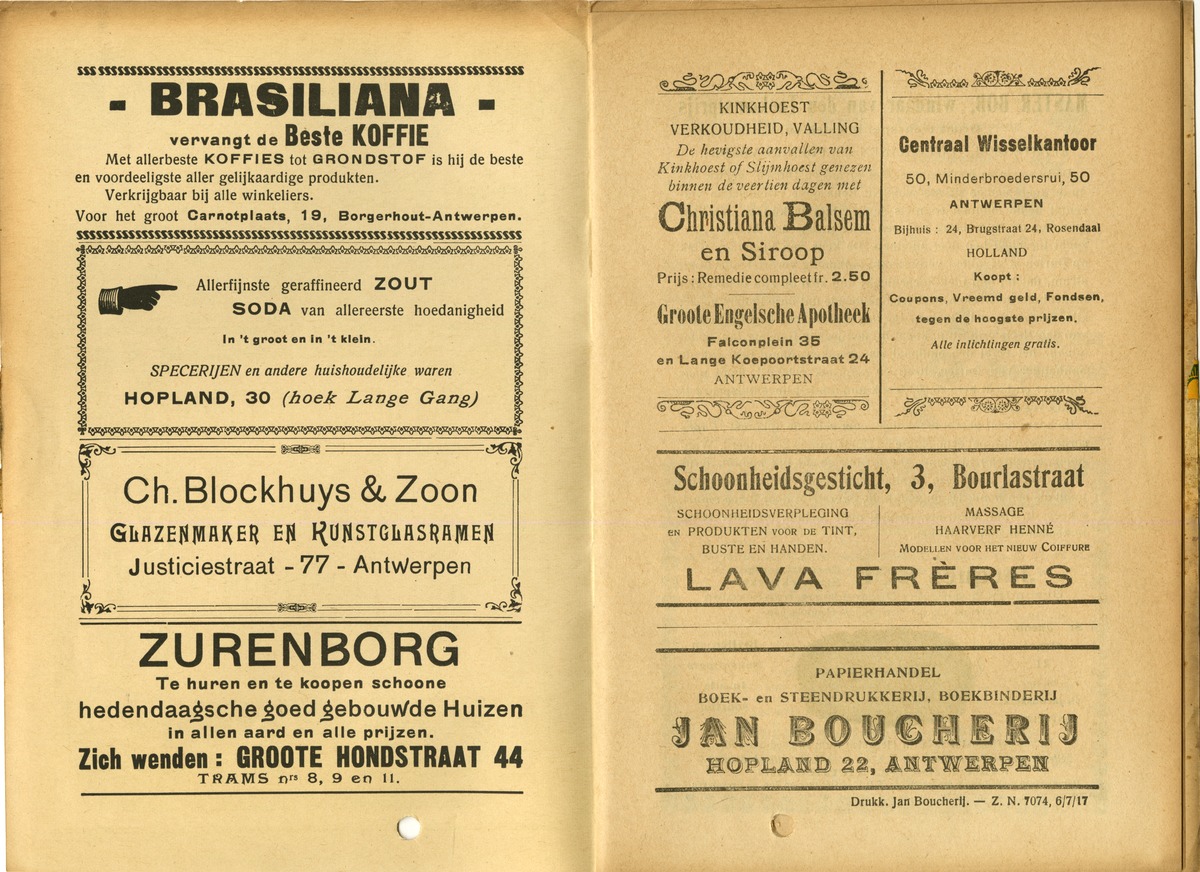 - BRASILIANA -
vervangt de Beste KOFFIE
Met allerbeste KOFFIES tot GRONDSTOF is hij de beste
en voordeeligste aller gelijkaardige produkten.
Verkrijgbaar bij alle winkeliers.
Voor het groot Carnotplaats, 19, Borgerhout-Antwerpen.
Allerfijnste geraffineerd ZOUT
SODA van allereerste hoedanigheid
In 't groot en in 't klein.
SPECERIJEN en andere huishoudelijke waren
HOPLAND, 30 (hoek Lange Gang)
Ch. Blockhuys & Zoon
GLAZENMAKER EN KUNSTGLASRAMEN
Justiciestraat - 77 - Antwerpen
ZURENBORG
Te huren en te koopen schoone
hedendaagsche goed gebouwde Huizen
in allen aard en alle prijzen.
Zich wenden : GROOTE HONDSTRAAT 44
TRAMS nrs 8, 9 en 11.
KINKHOEST
VERKOUDHEID, VALLING
De hevigste aanvallen van
Kinkhoest of Slijmhoest genezen
binnen de veertien dagen met
Christiana Balsem
en Siroop
Prijs : Remedie compleet fr. 2.50
Groote Engelsche Apotheek
Falconplein 35
en Lange Koepoortstraat 24
ANTWERPEN
Centraal Wisselkantoor
50, Minderbroedersrui, 50
ANTWERPEN
Bijhuis : 24, Brugstraat 24, Rosendaal
HOLLAND
Koopt :
Coupons, Vreemd geld, Fondsen,
tegen de hoogste prijzen.
Alle inlichtingen gratis.
Schoonheidsgesticht, 3, Bourlastraat
SCHOONHEIDSVERPLEGING
EN PRODUKTEN VOOR DE TINT,
BUSTE EN HANDEN.
MASSAGE
HAARVERF HENNÉ
MODELLEN VOOR HET NIEUW COIFFURE
LAVA FRÈRES
PAPIERHANDEL
BOEK- en STEENDRUKKERIJ, BOEKBINDERIJ
JAN BOUCHERIJ
HOPLAND 22, ANTWERPEN
Drukk. Jan Boucherij. — Z. N. 7074, 6/7/17